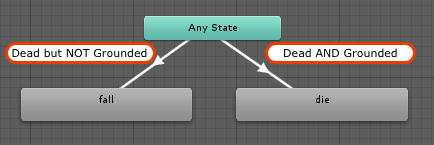 Any State
Dead but NOT Grounded
Dead AND Grounded
fall
die